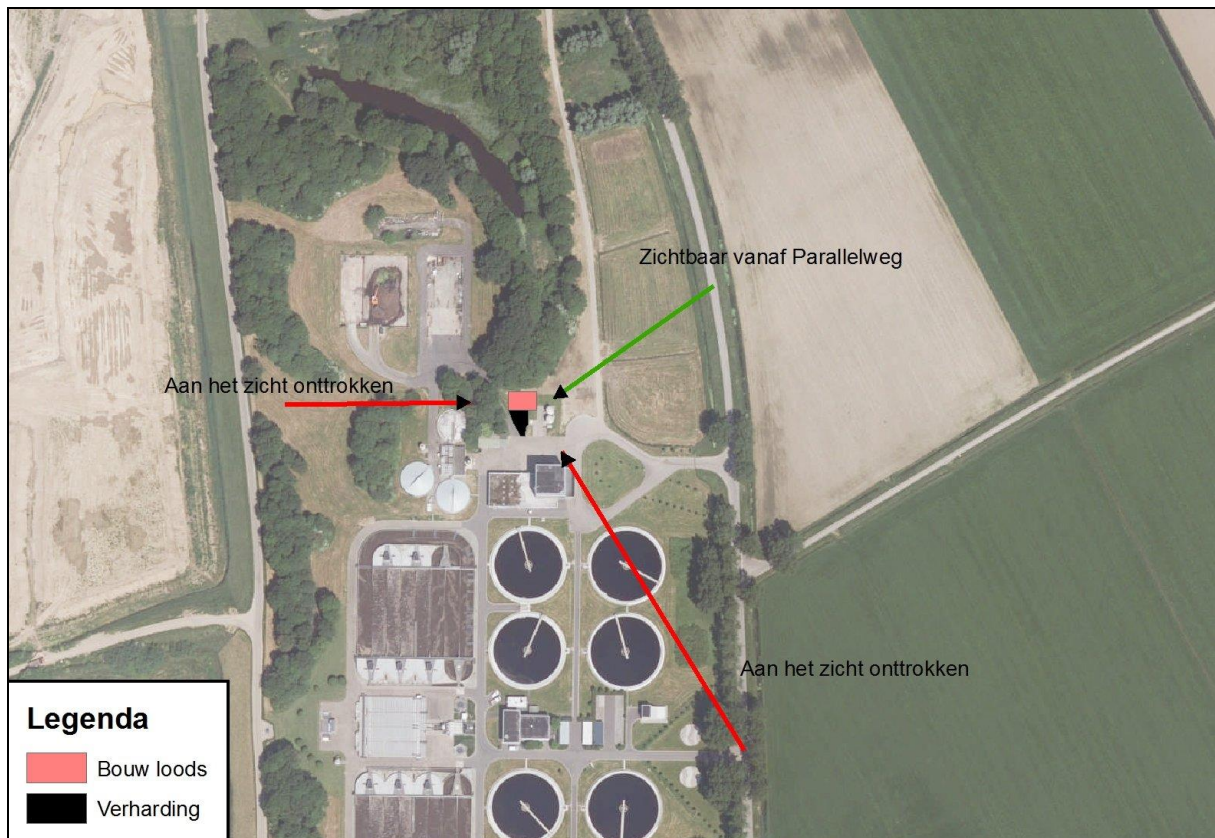 Zichtbaar vanaf Parallelweg
Aan het zicht onttrokken
Aan het zicht onttrokken
Legenda
Bouw loods
Verharding